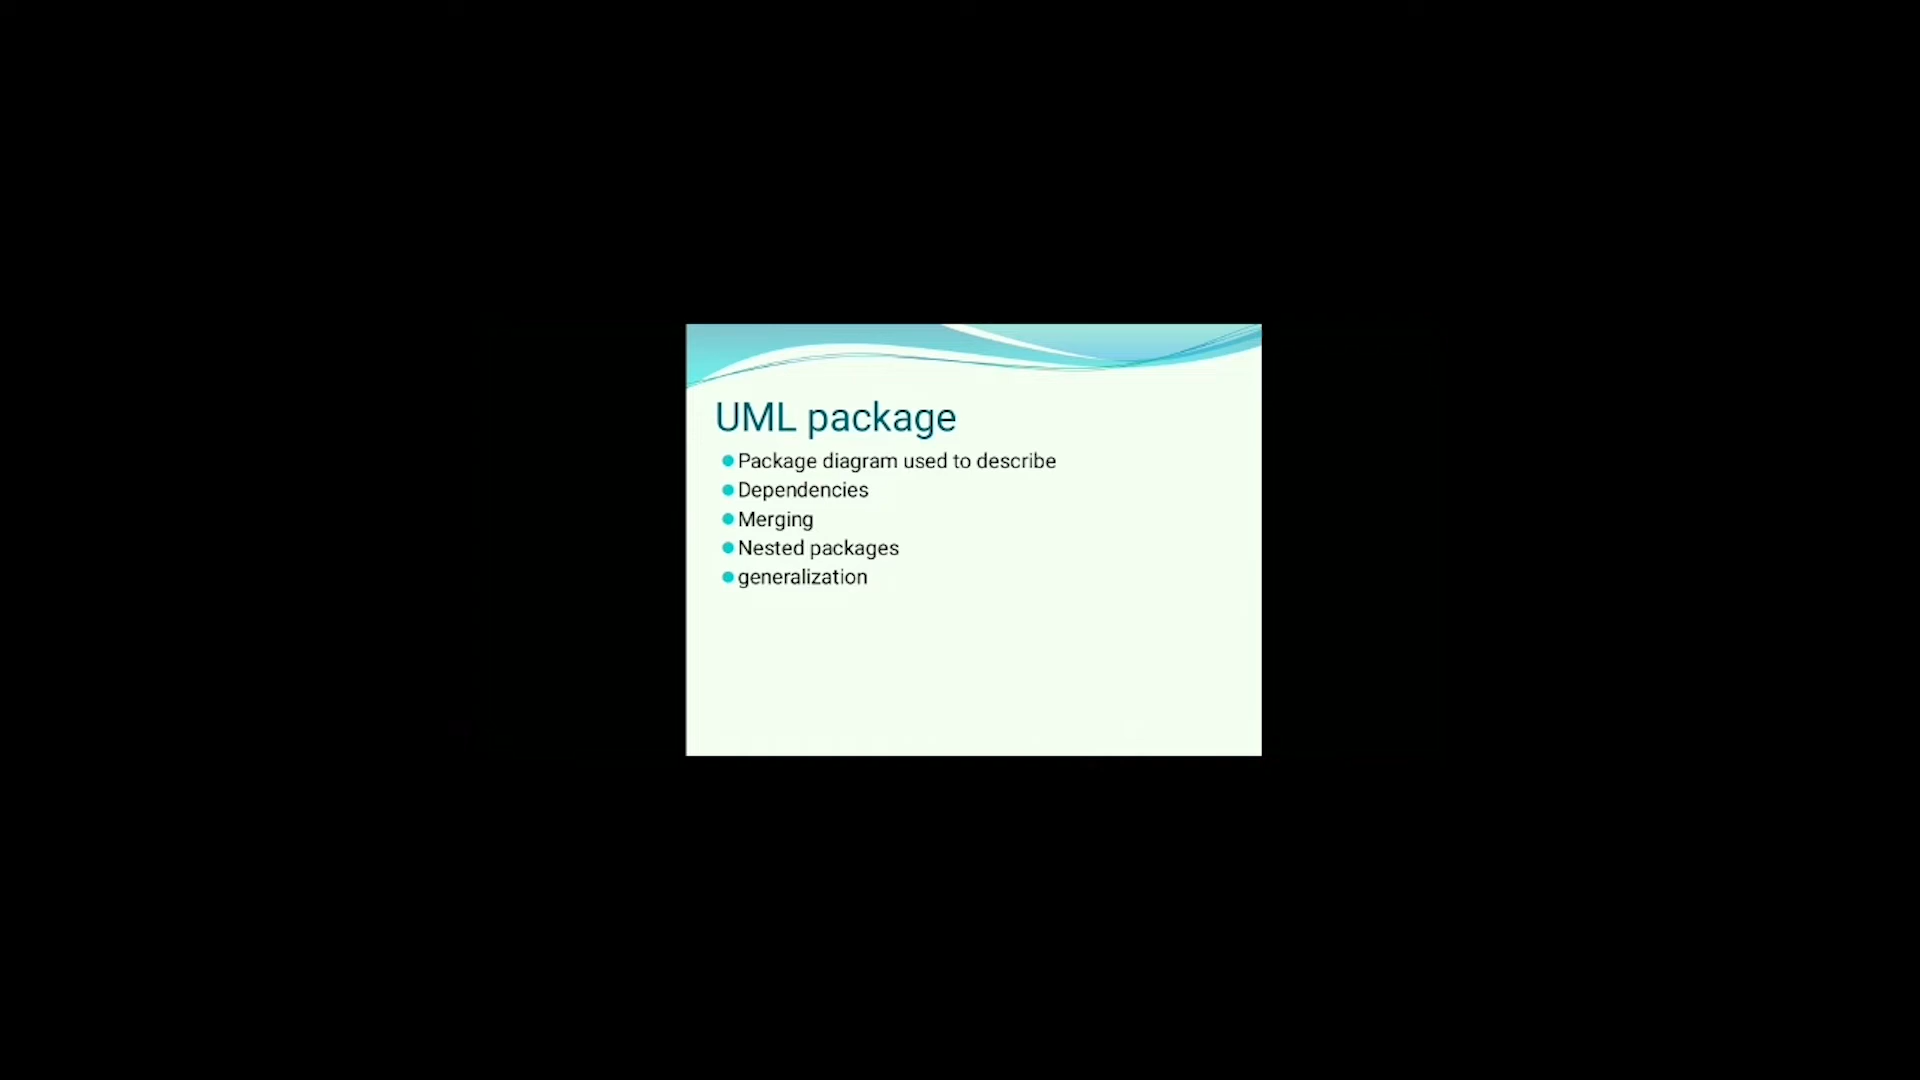 UML package
Package diagram used to describe
Dependencies
Merging
Nested packages
generalization